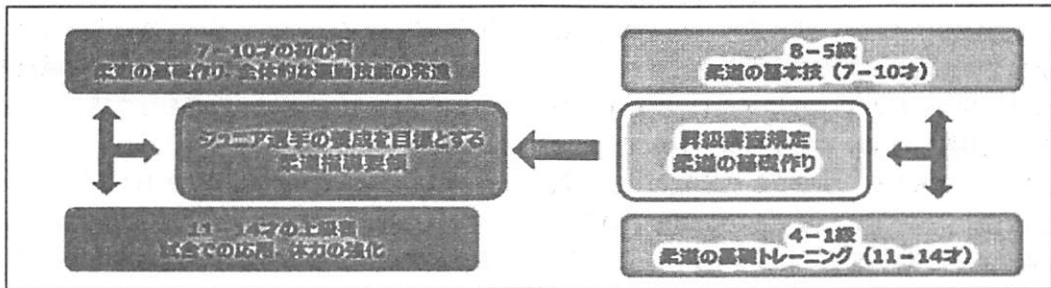 7－10才の初心者
柔道の基礎作り、全体的な運動技能の発達
ジュニア選手の養成を目標とする
柔道指導要領
11－14才の上級者
試合での応用、体力の強化
8－5級
柔道の基本技（7－10才）
昇級審査規定
柔道の基礎作り
4－1級
柔道の基礎トレーニング（11－14才）